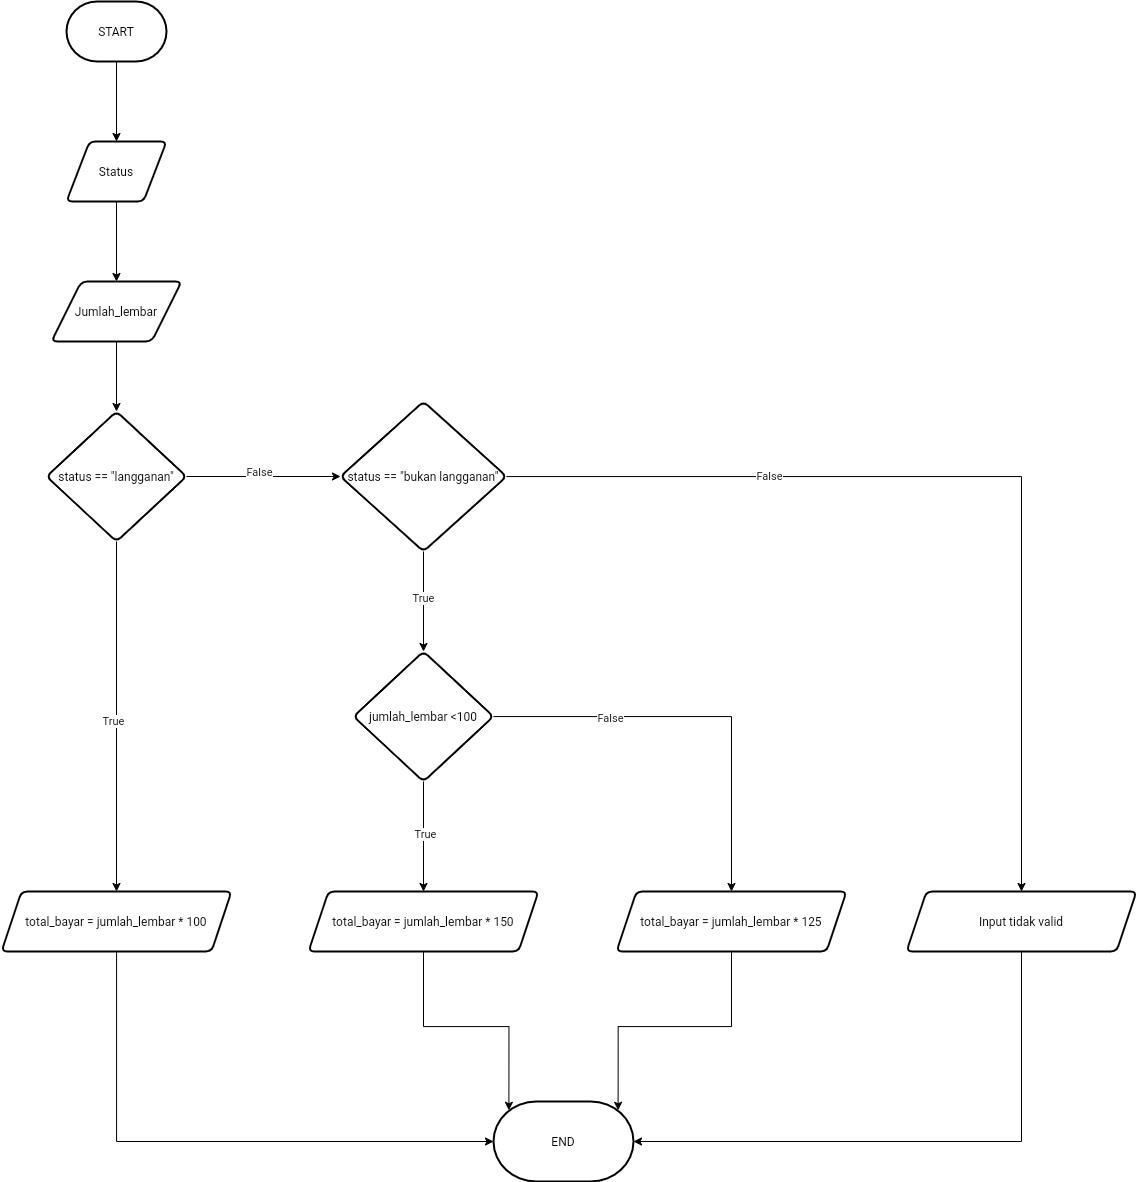 START
Status
Jumlah_lembar
status == "langganan"
False
status == "bukan langganan"
False
True
jumlah_lembar <100
False
True
True
total_bayar = jumlah_lembar * 100
total_bayar = jumlah_lembar * 150
total_bayar = jumlah_lembar * 125
Input tidak valid
END